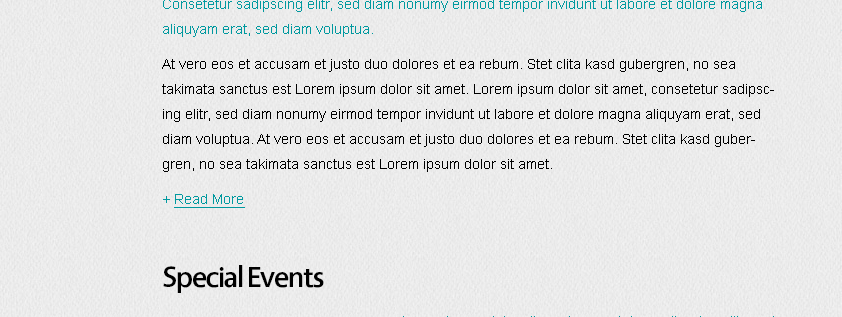 Consetetur sadipscing elitr, sed diam nonumy eirmod tempor invidunt ut labore et dolore magna
aliquyam erat, sed diam voluptua.
At vero eos et accusam et justo duo dolores et ea rebum. Stet clita kasd gubergren, no sea
takimata sanctus est Lorem ipsum dolor sit amet. Lorem ipsum dolor sit amet, consetetur sadipsc-
ing elitr, sed diam nonumy eirmod tempor invidunt ut labore et dolore magna aliquyam erat, sed
diam voluptua. At vero eos et accusam et justo duo dolores et ea rebum. Stet clita kasd guber-
gren, no sea takimata sanctus est Lorem ipsum dolor sit amet.
+ Read More
Special Events